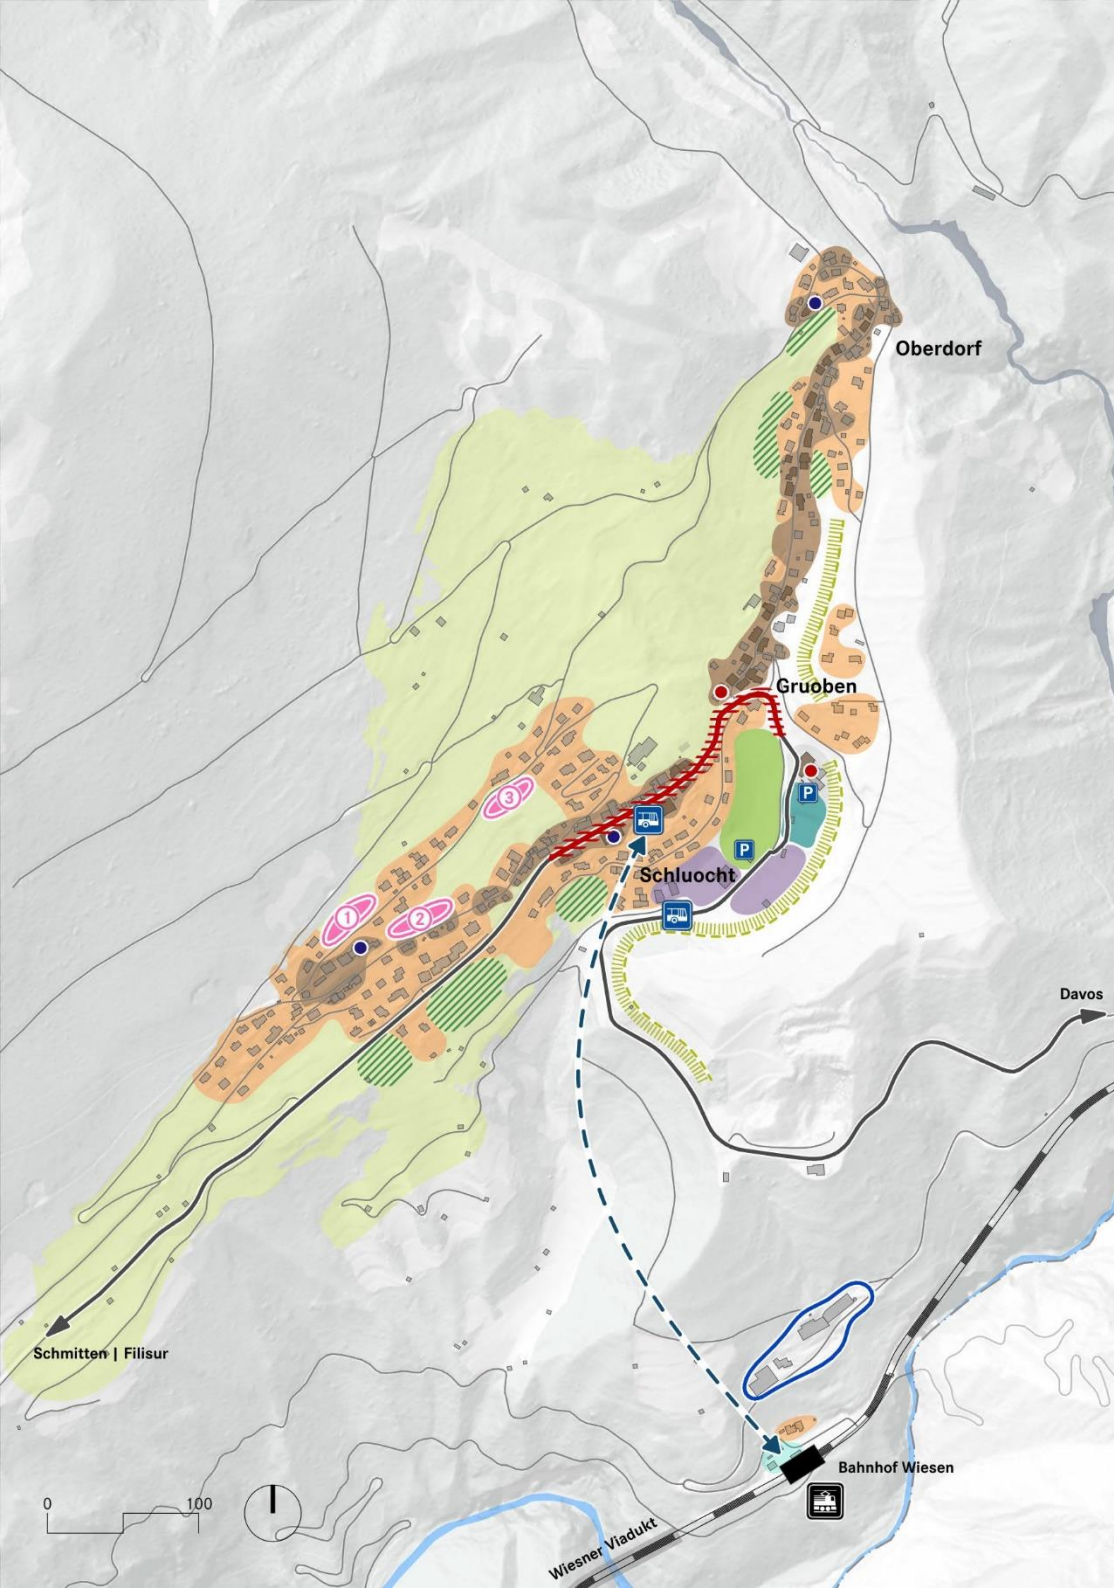 Oberdorf
Gruoben
3
P
P
Schluocht
1
2
Davos
Schmitten | Filisur
Bahnhof Wiesen
0 100
Wiesner Viadukt